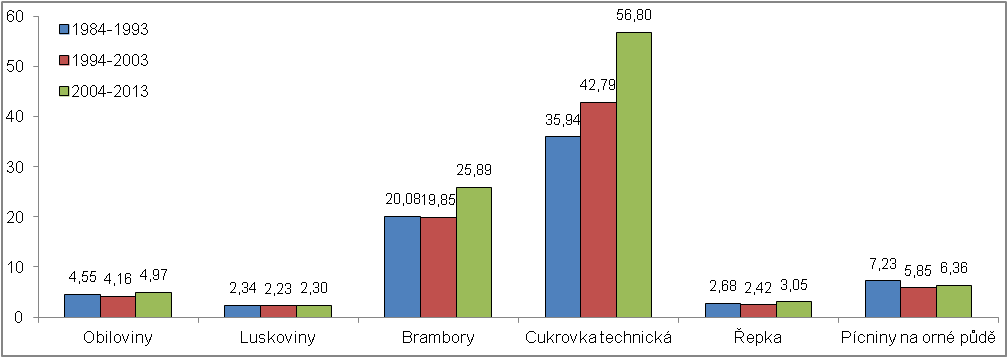 60
50
40
30
20
10
0
1984-1993
1994-2003
2004-2013
4,55 4,16 4,97
2,34 2,23 2,30
20,08 19,85 25,89
35,94 42,79 56,80
2,68 2,42 3,05
7,23 5,85 6,36
Obiloviny Luskoviny Brambory Cukrovka technická Řepka Pícniny na orné půdě